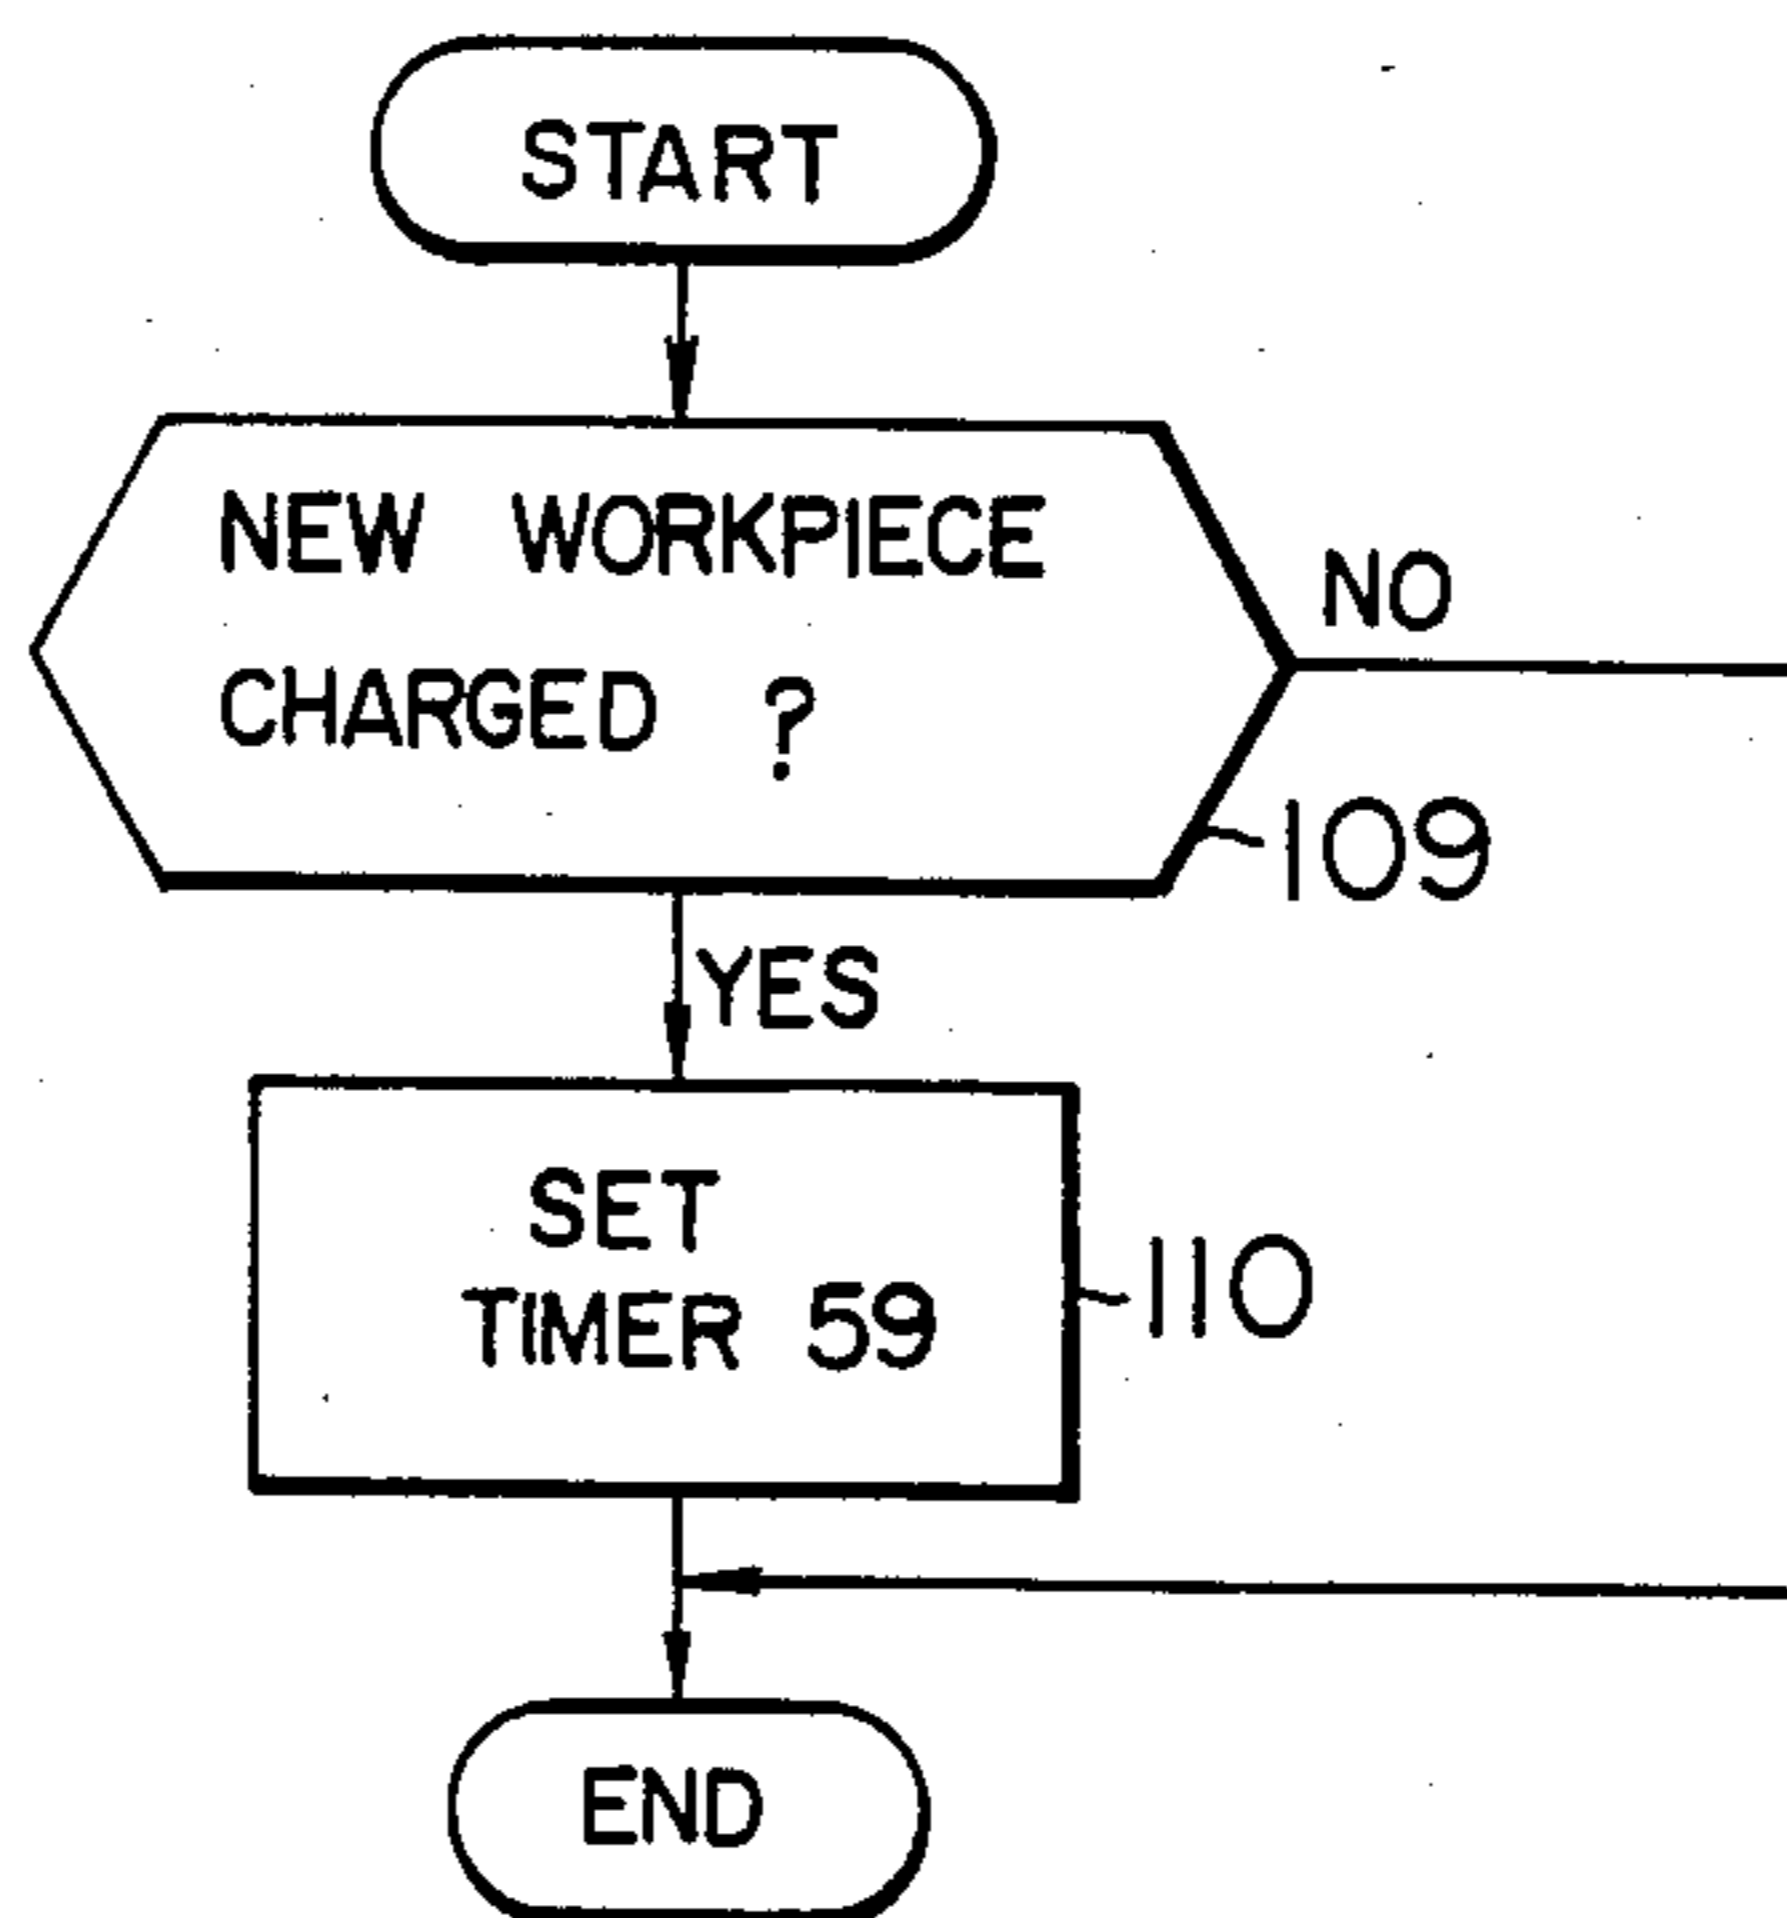 START
NEW WORKPIECE
NO
CHARGED ?
109
YES
SET
TIMER 59
110
END